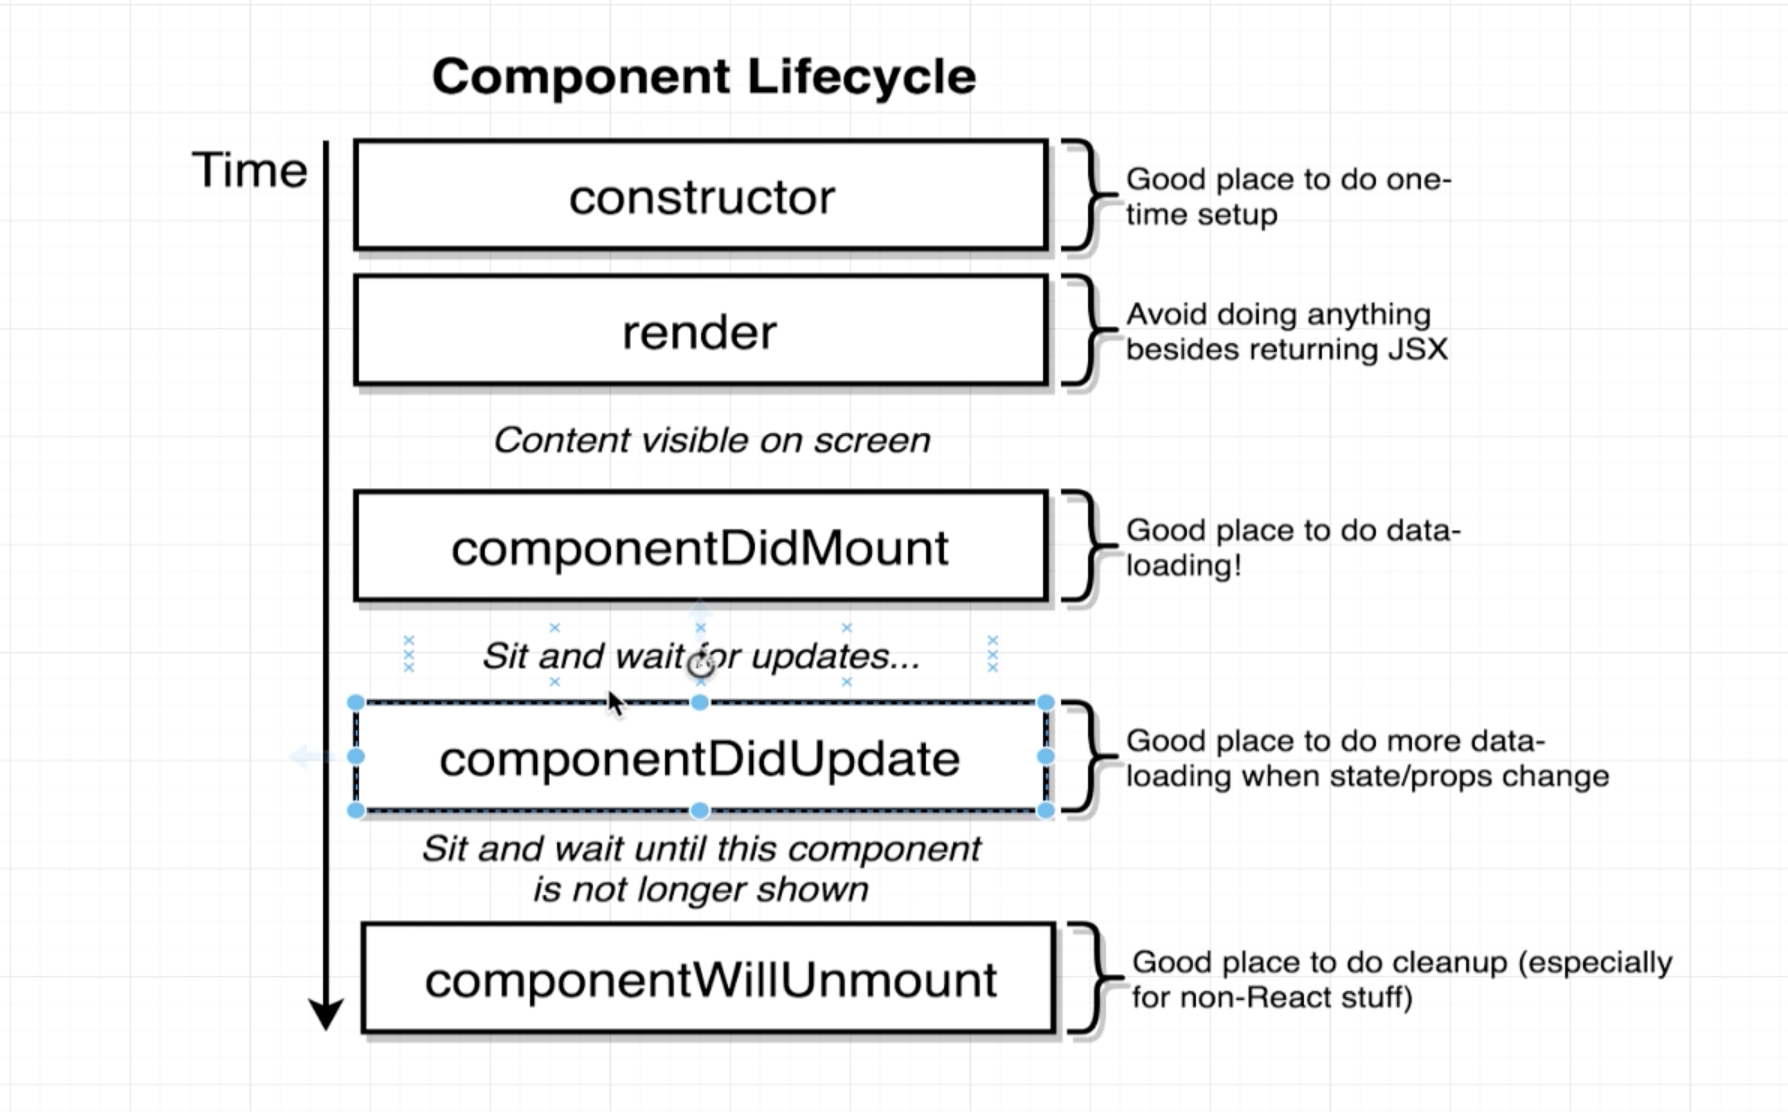 Component Lifecycle
Time
constructor
Good place to do one-
time setup
render
Avoid doing anything
besides returning JSX
Content visible on screen
componentDidMount
Good place to do data-
loading!
Sit and wait for updates...
componentDidUpdate
Good place to do more data-
loading when state/props change
Sit and wait until this component
is not longer shown
componentWillUnmount
Good place to do cleanup (especially
for non-React stuff)